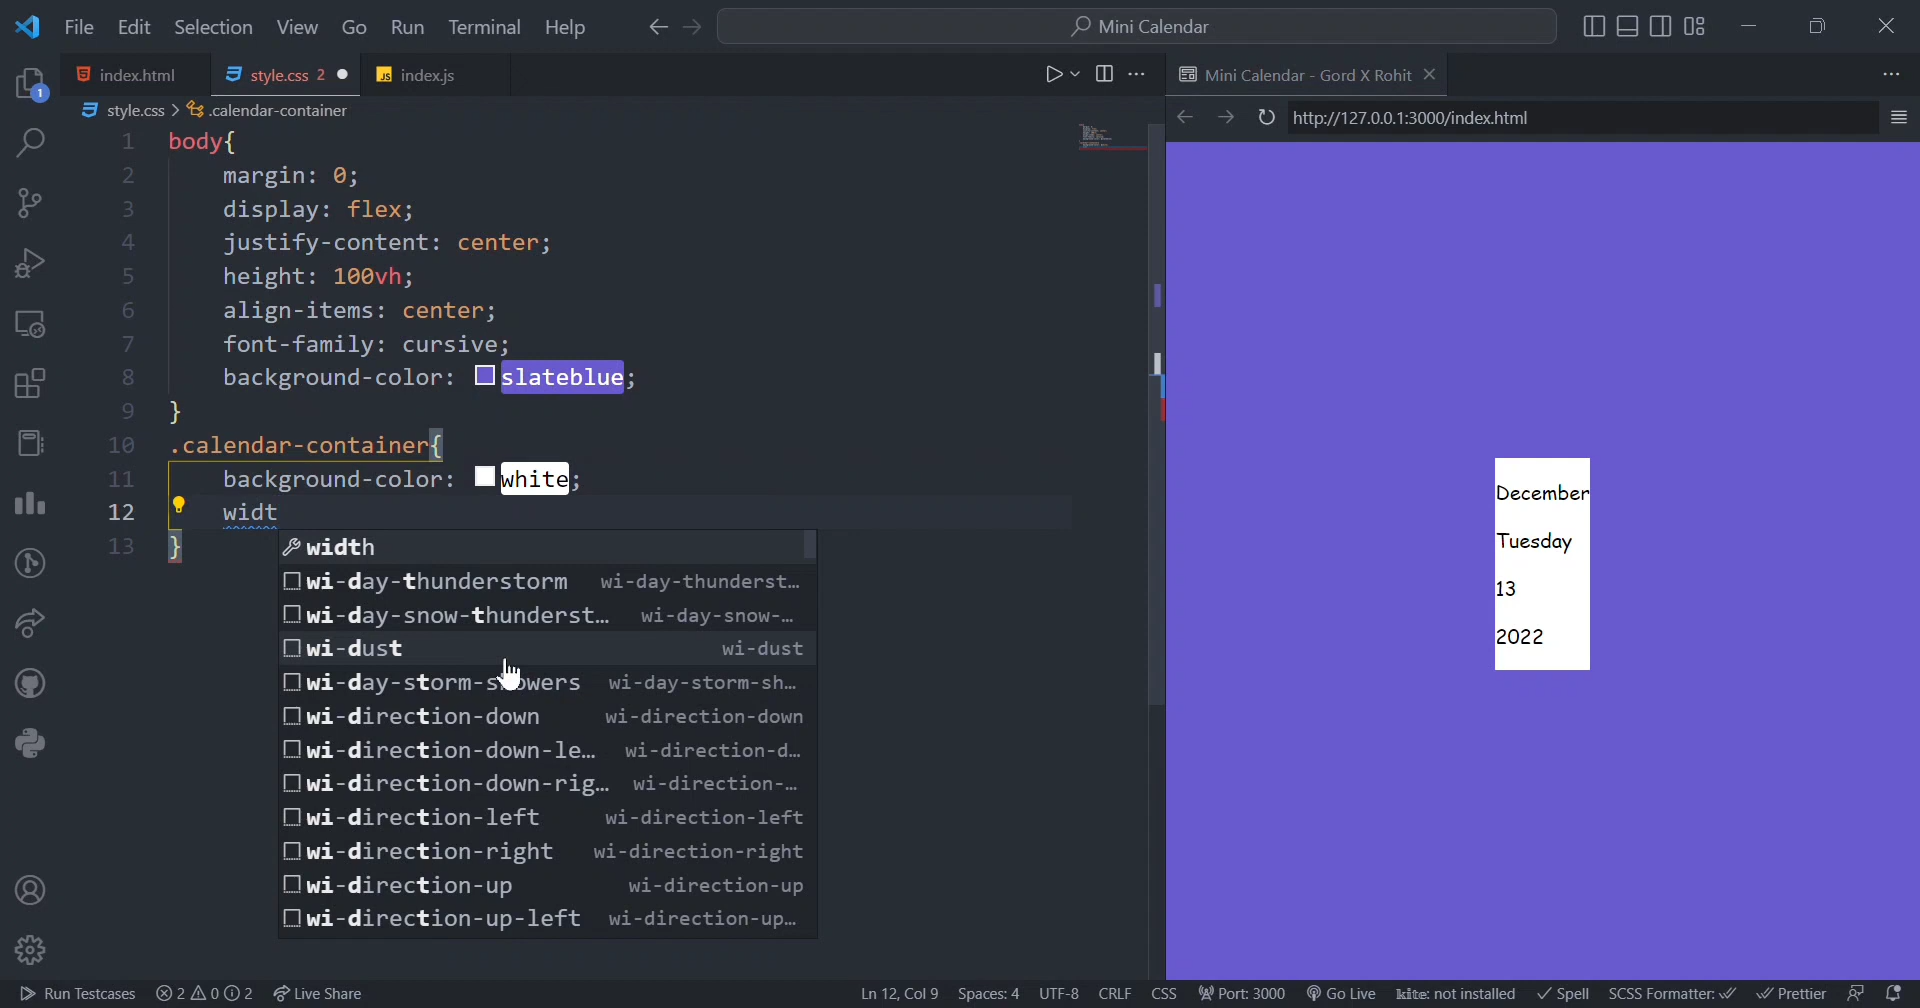 File Edit Selection View Go Run Terminal Help
Mini Calendar
index.html
style.css 2
JS index.js
Mini Calendar - Gord X Rohit
1
style.css > .calendar-container
http://127.0.0.1:3000/index.html
1 body{
2 margin: 0;
3 display: flex;
4 justify-content: center;
5 height: 100vh;
6 align-items: center;
7 font-family: cursive;
8 background-color: slateblue;
9 }
10 .calendar-container{
11 background-color: white;
12 widt
13 }
width
wi-day-thunderstorm wi-day-thunderst...
wi-day-snow-thunderst... wi-day-snow-...
wi-dust wi-dust
wi-day-storm-showers wi-day-storm-sh...
wi-direction-down wi-direction-down
wi-direction-down-le... wi-direction-d...
wi-direction-down-rig... wi-direction-...
wi-direction-left wi-direction-left
wi-direction-right wi-direction-right
wi-direction-up wi-direction-up
wi-direction-up-left wi-direction-up...
December
Tuesday
13
2022
Run Testcases 2 0 2 Live Share Ln 12, Col 9 Spaces: 4 UTF-8 CRLF CSS Port: 3000 Go Live kite: not installed Spell SCSS Formatter: Prettier